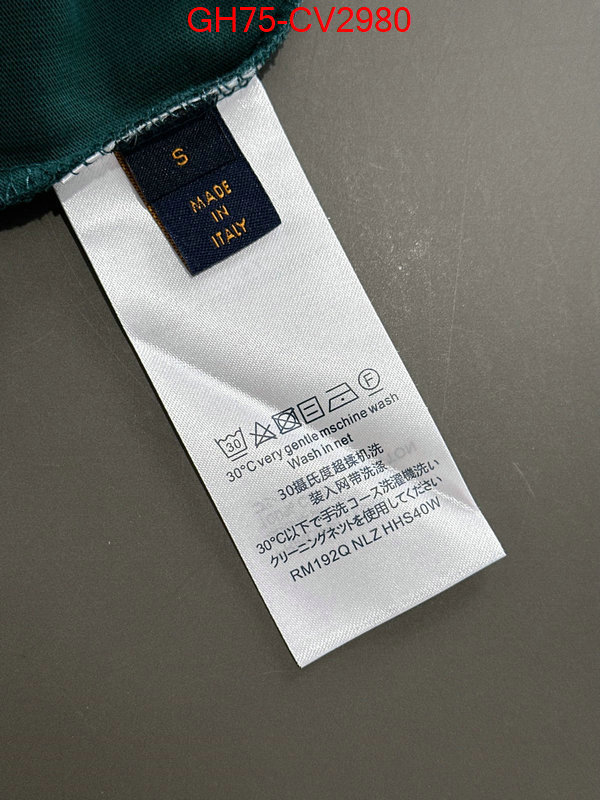 GH75-CV2980
S
MADE
IN
ITALY
30
F
30°C very gentle mschine wash
Wash in net
30摄氏度超揉机洗
装入网带洗涤
30°C以下で手洗コース洗濯機洗い
クリーニングネットを使用してください
RM192Q NLZ HHS40W